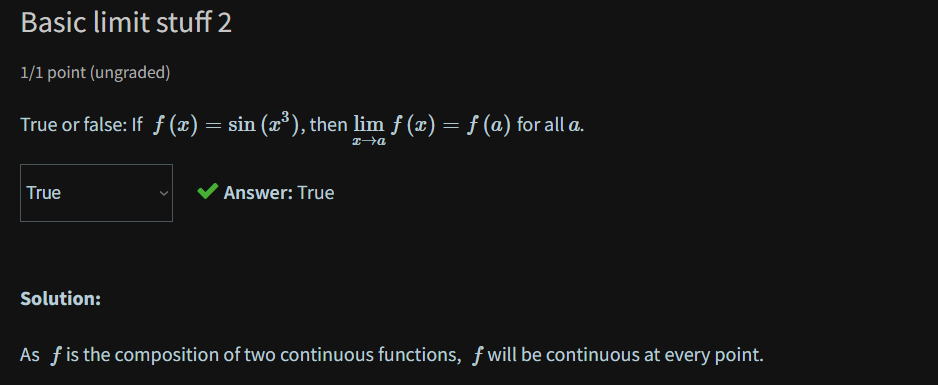 Basic limit stuff 2
1/1 point (ungraded)
True or false: If f (x) = sin (x³), then lim x→a f (x) = f (a) for all a.
True ✔ Answer: True
Solution:
As f is the composition of two continuous functions, f will be continuous at every point.